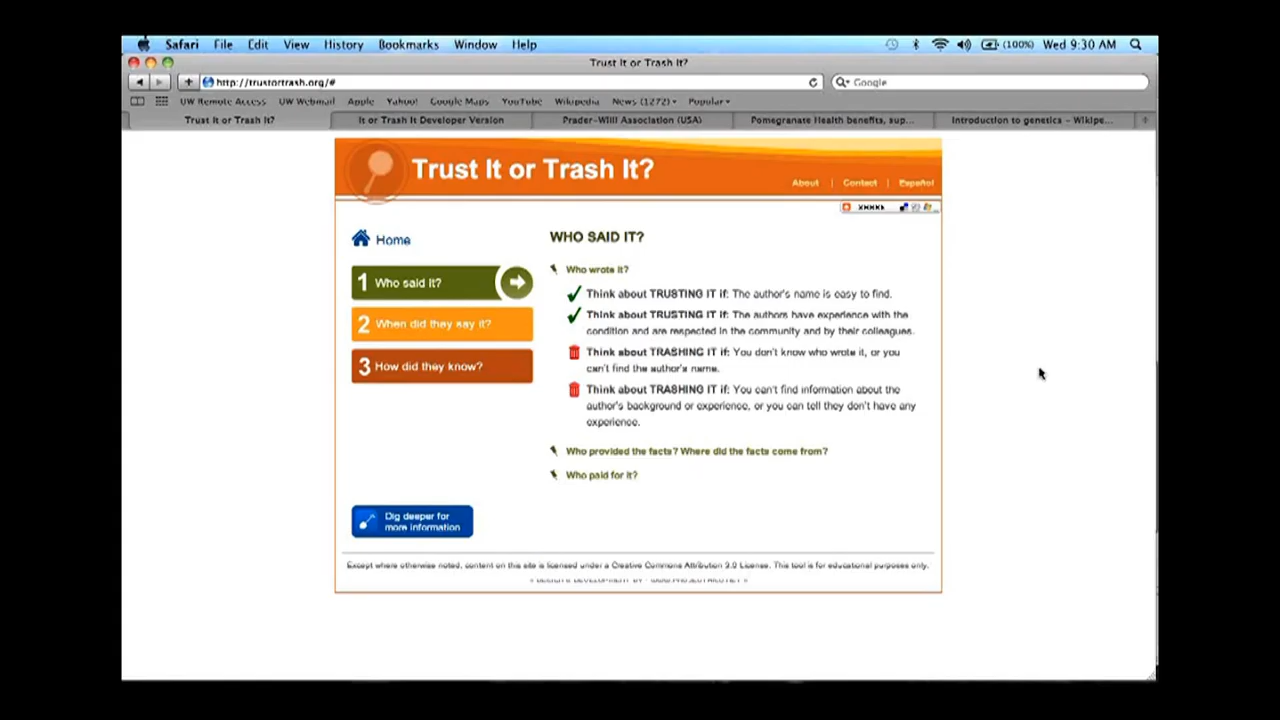 Safari File Edit View History Bookmarks Window Help (100%) Wed 9:30 AM
Trust It or Trash It?
http://trustortrash.org/# Google
UW Remote Access UW Webmail Apple Yahoo! Google Maps YouTube Wikipedia News (1272) Popular
Trust It or Trash It? It or Trash It Developer Version Prader-Willi Association (USA) Pomegranate Health benefits, sup... Introduction to genetics - Wikipe...
Trust It or Trash It?
About | Contact | Español
Home
WHO SAID IT?
1 Who said it?
2 When did they say it?
3 How did they know?
Who wrote it?
Think about TRUSTING IT if: The author's name is easy to find.
Think about TRUSTING IT if: The authors have experience with the
condition and are respected in the community and by their colleagues.
Think about TRASHING IT if: You don't know who wrote it, or you
can't find the author's name.
Think about TRASHING IT if: You can't find information about the
author's background or experience, or you can tell they don't have any
experience.
Who provided the facts? Where did the facts come from?
Who paid for it?
Dig deeper for
more information
Except where otherwise noted, content on this site is licensed under a Creative Commons Attribution 3.0 License. This tool is for educational purposes only.